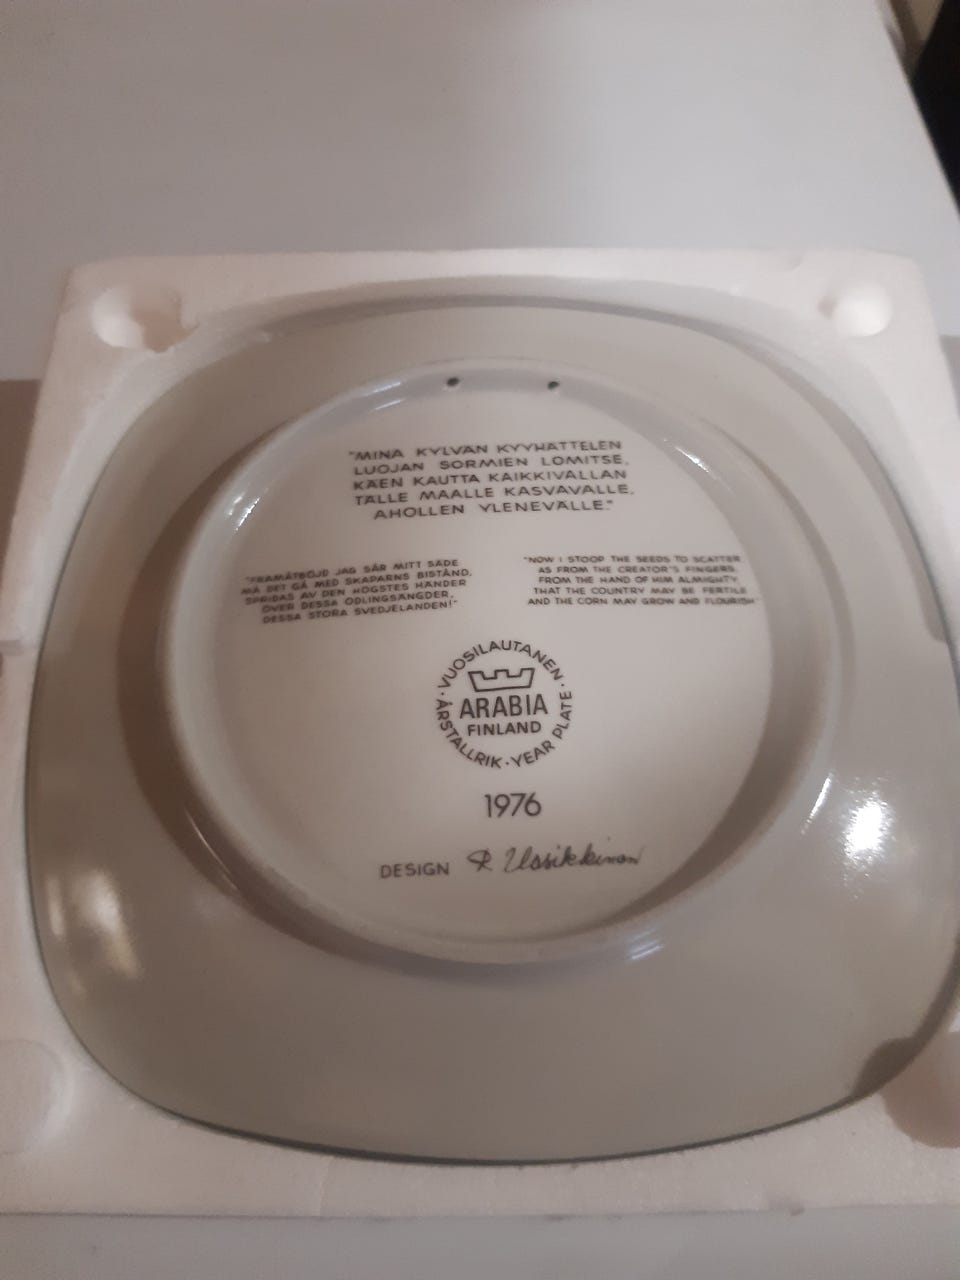 "MINA KYLVÄN KYYHÄTTELEN
LUOJAN SORMIEN LOMITSE,
KÄEN KAUTTA KAIKKIVALLAN
TÄLLE MAALLE KASVAVALLE,
AHOLLEN YLENEVÄLLE."
"FRAMÅTBÖJD JAG SÅR MITT SÄDE
MÅ DET GÅ MED SKAPARNS BISTÅND,
SPRIDAS AV DEN HÖGSTES HÄNDER
ÖVER DESSA ODLINGSÄNGDER,
DESSA STORA SVEDJELANDEN!"
"NOW I STOOP THE SEEDS TO SCATTER
AS FROM THE CREATOR'S FINGERS,
FROM THE HAND OF HIM ALMIGHTY,
THAT THE COUNTRY MAY BE FERTILE
AND THE CORN MAY GROW AND FLOURISH"
VUOSILAUTANEN · ÅRSTALLRIK · YEAR PLATE ·
ARABIA
FINLAND
1976
DESIGN R Uosikkinen